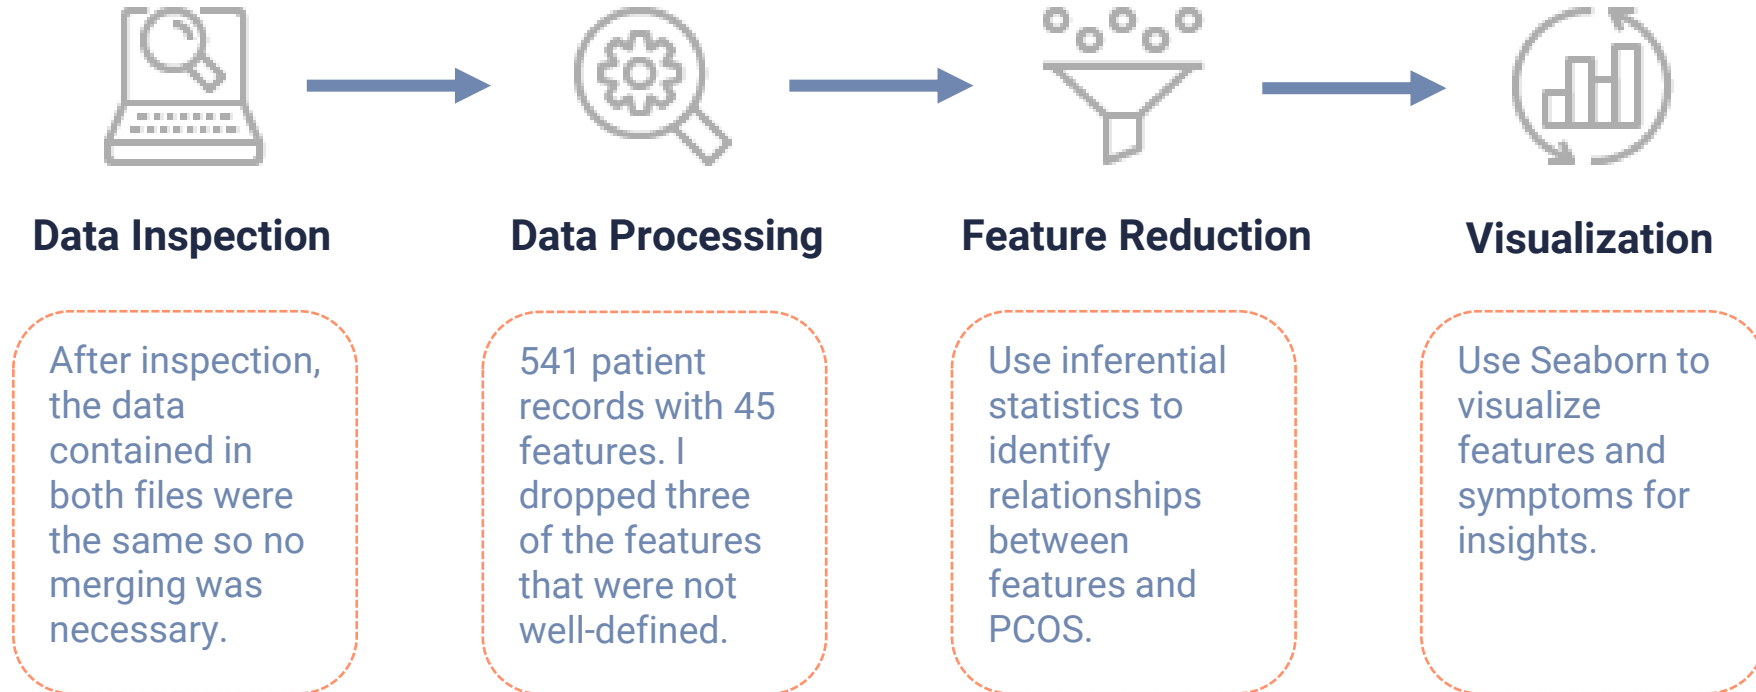 Data Inspection
After inspection,
the data
contained in
both files were
the same so no
merging was
necessary.
Data Processing
541 patient
records with 45
features. I
dropped three
of the features
that were not
well-defined.
Feature Reduction
Use inferential
statistics to
identify
relationships
between
features and
PCOS.
Visualization
Use Seaborn to
visualize
features and
symptoms for
insights.